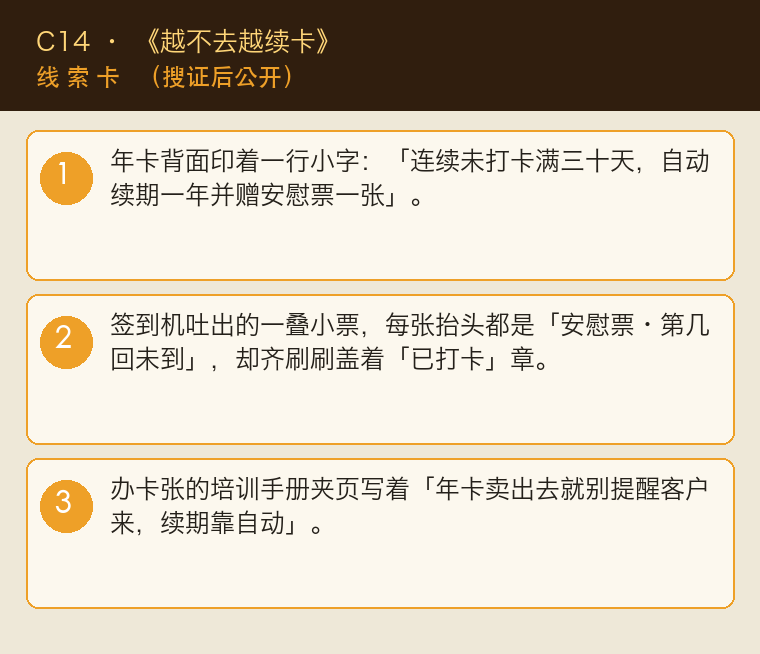 C14 · 《越不去越续卡》
线索卡 （搜证后公开）
1
年卡背面印着一行小字：「连续未打卡满三十天，自动
续期一年并赠安慰票一张」。
2
签到机吐出的一叠小票，每张抬头都是「安慰票・第几
回未到」，却齐刷刷盖着「已打卡」章。
3
办卡张的培训手册夹页写着「年卡卖出去就别提醒客户
来，续期靠自动」。